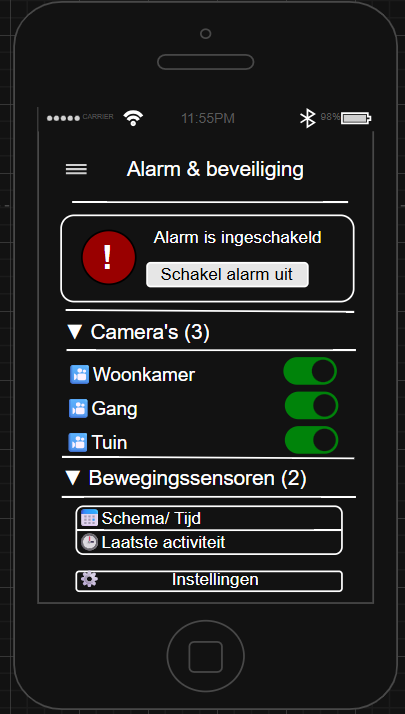 CARRIER 11:55PM 98%
Alarm & beveiliging
! Alarm is ingeschakeld
Schakel alarm uit
▼ Camera's (3)
Woonkamer
Gang
Tuin
▼ Bewegingssensoren (2)
Schema/ Tijd
Laatste activiteit
Instellingen